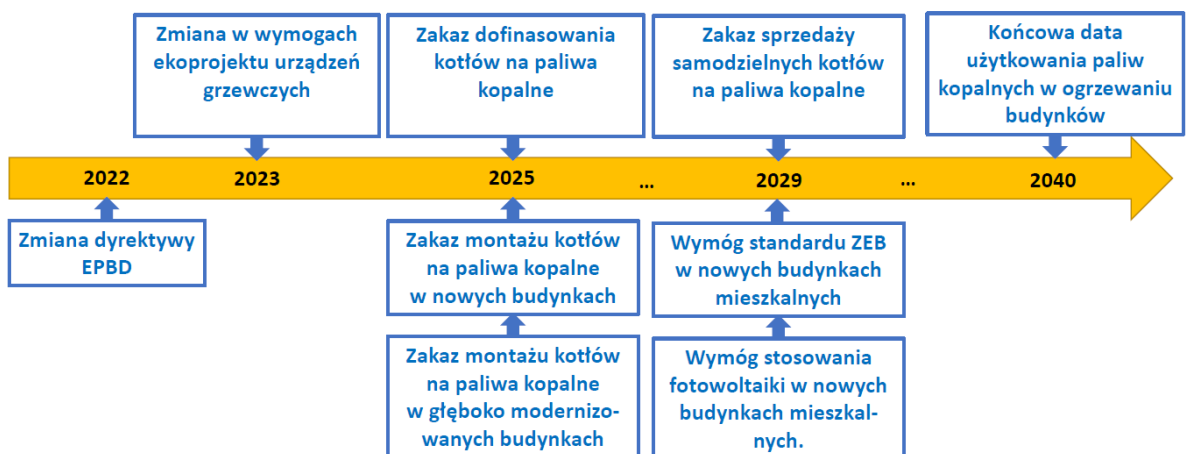 Zmiana w wymogach
ekoprojektu urządzeń
grzewczych
Zakaz dofinasowania
kotłów na paliwa
kopalne
Zakaz sprzedaży
samodzielnych kotłów
na paliwa kopalne
Końcowa data
użytkowania paliw
kopalnych w ogrzewaniu
budynków
2022
2023
2025
...
2029
...
2040
Zmiana dyrektywy
EPBD
Zakaz montażu kotłów
na paliwa kopalne
w nowych budynkach
Wymóg standardu ZEB
w nowych budynkach
mieszkalnych
Zakaz montażu kotłów
na paliwa kopalne
w głęboko modernizo-
wanych budynkach
Wymóg stosowania
fotowoltaiki w nowych
budynkach mieszkal-
nych.